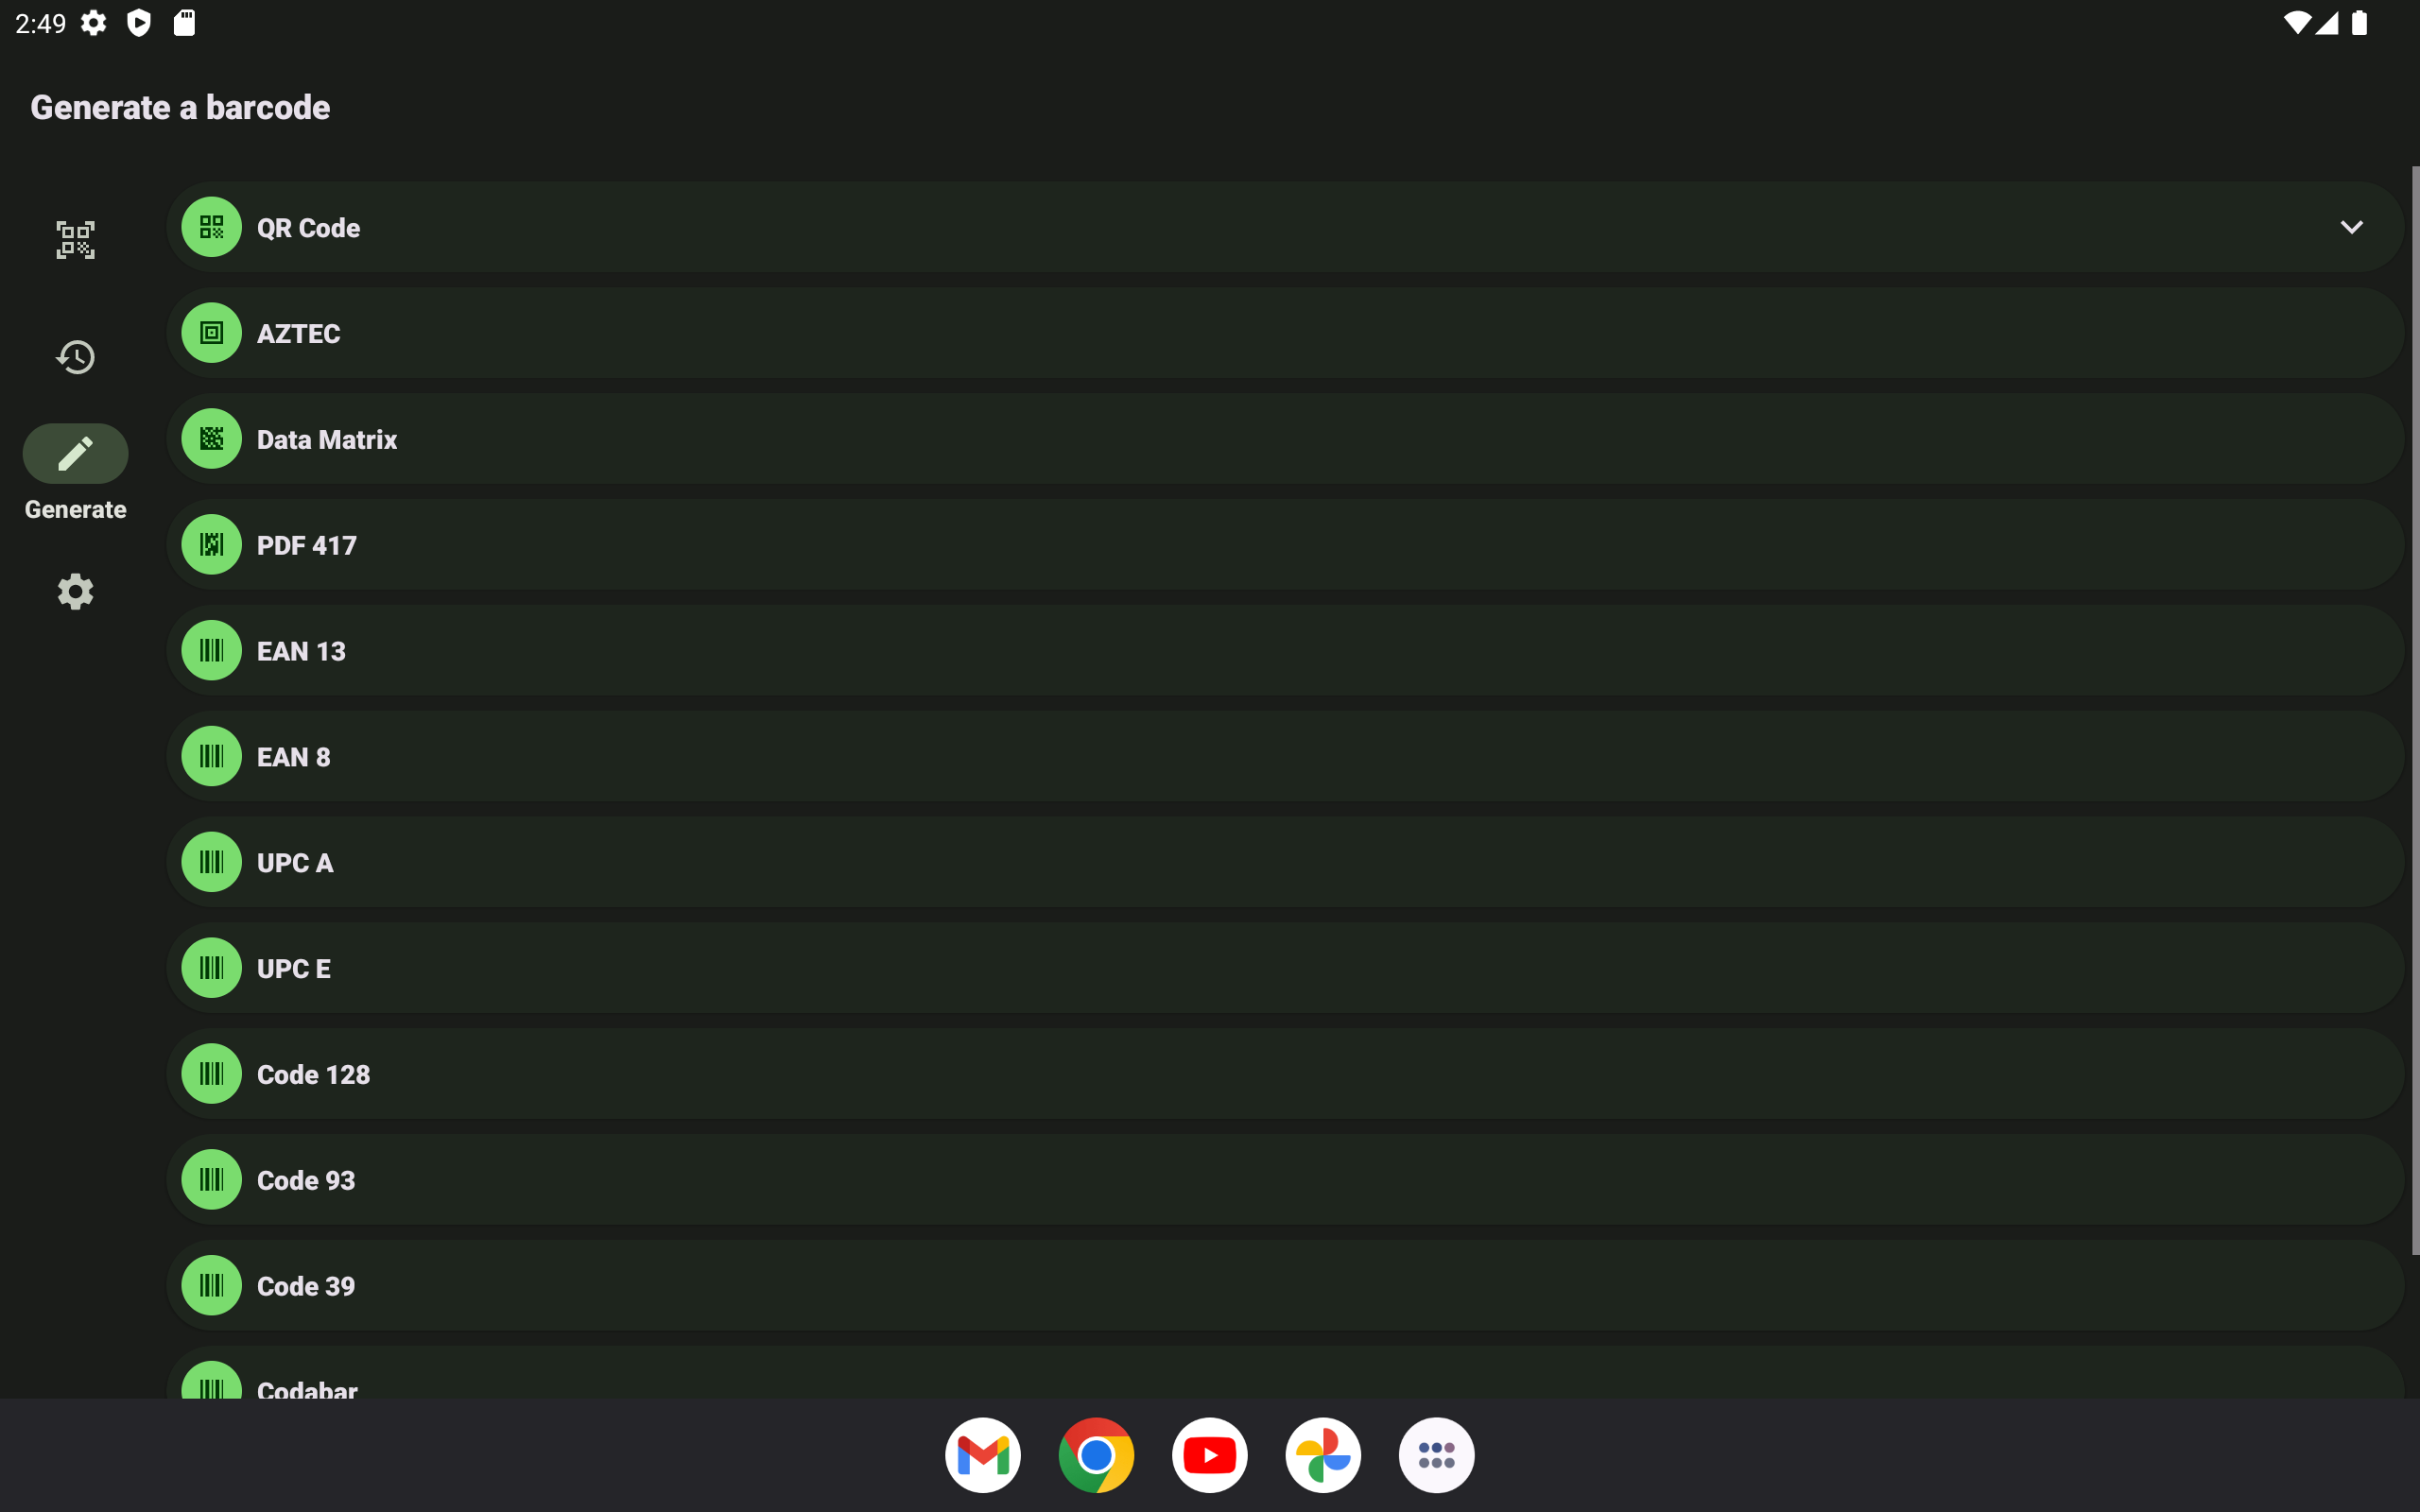 2:49
Generate a barcode
QR Code
AZTEC
Data Matrix
PDF 417
Generate
EAN 13
EAN 8
UPC A
UPC E
Code 128
Code 93
Code 39
Codabar